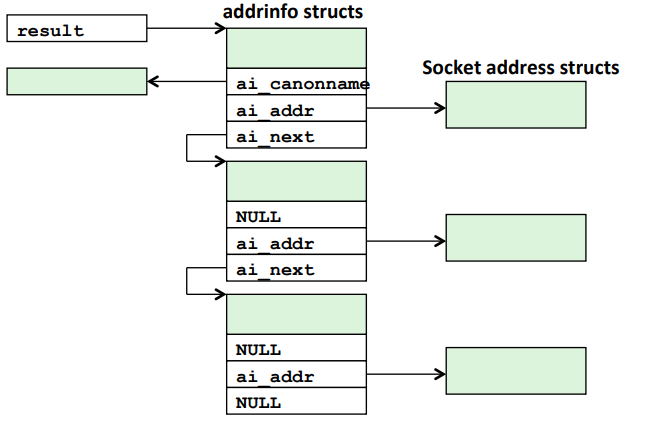 addrinfo structs
result
ai_canonname
Socket address structs
ai_addr
ai_next
NULL
ai_addr
ai_next
NULL
ai_addr
NULL